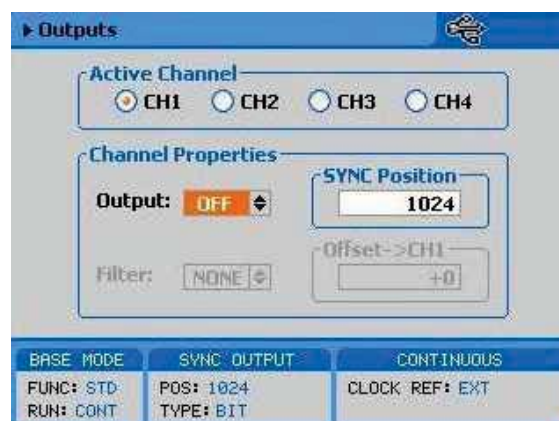 Outputs
Active Channel
CH1 CH2 CH3 CH4
Channel Properties
SYNC Position
Output: OFF 1024
Offset->CH1
Filter: NONE +0
BASE MODE SYNC OUTPUT CONTINUOUS
FUNC: STD POS: 1024 CLOCK REF: EXT
RUN: CONT TYPE: BIT